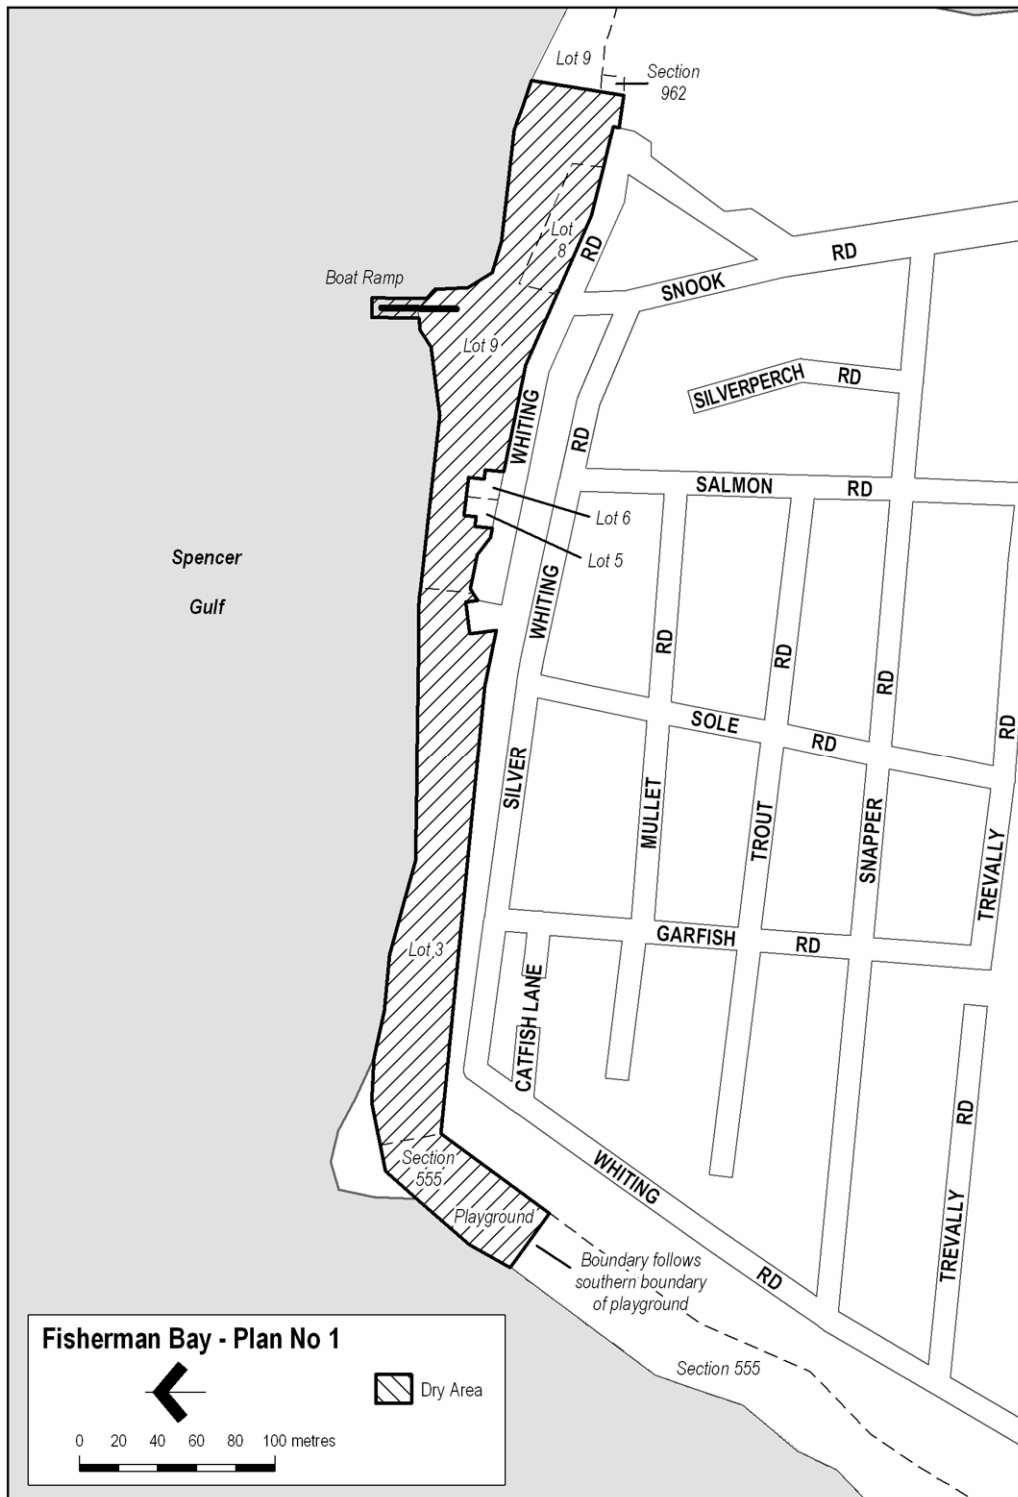 Lot 9
Section
962
Lot
8
RD
RD
SNOOK
Boat Ramp
Lot 9
SILVERPERCH
RD
WHITING
RD
SALMON
RD
Lot 6
Lot 5
Spencer
Gulf
WHITING
RD
RD
RD
SOLE
RD
RD
SILVER
MULLET
TROUT
SNAPPER
TREVALLY
GARFISH
RD
Lot 3
CATFISH LANE
RD
Section
555
WHITING
Playground
TREVALLY
Boundary follows
southern boundary
of playground
RD
Section 555
Fisherman Bay - Plan No 1
Dry Area
0 20 40 60 80 100 metres